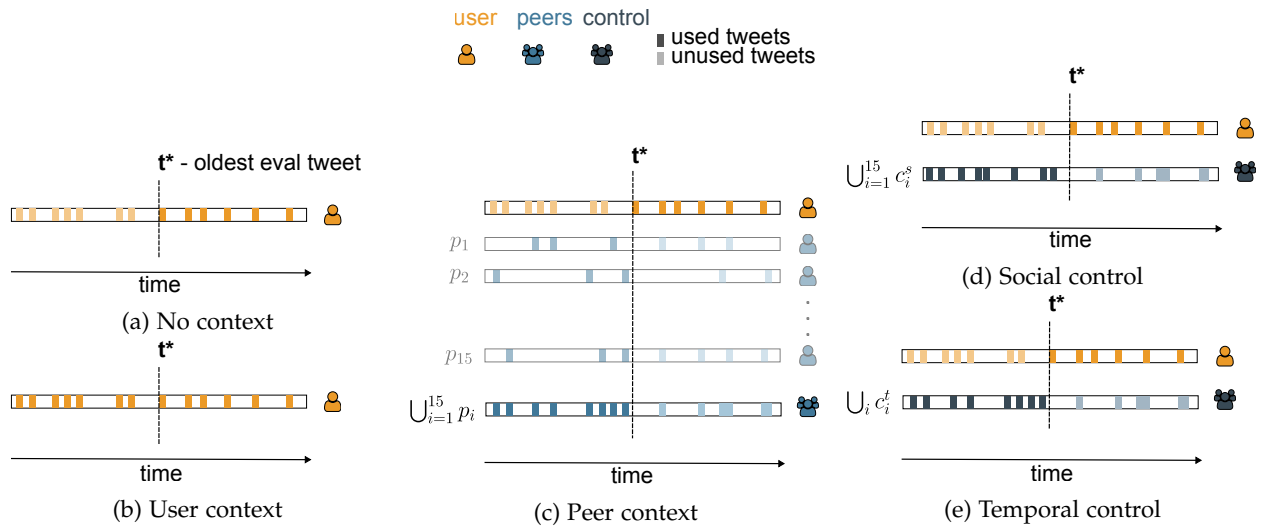 user peers control
used tweets
unused tweets
t* - oldest eval tweet
time
(a) No context
t*
time
(b) User context
t*
p₁
p₂
p₁₅
⋃¹⁵ᵢ₌₁ pᵢ
time
(c) Peer context
t*
⋃¹⁵ᵢ₌₁ cˢᵢ
time
(d) Social control
t*
⋃ᵢ cᵗᵢ
time
(e) Temporal control